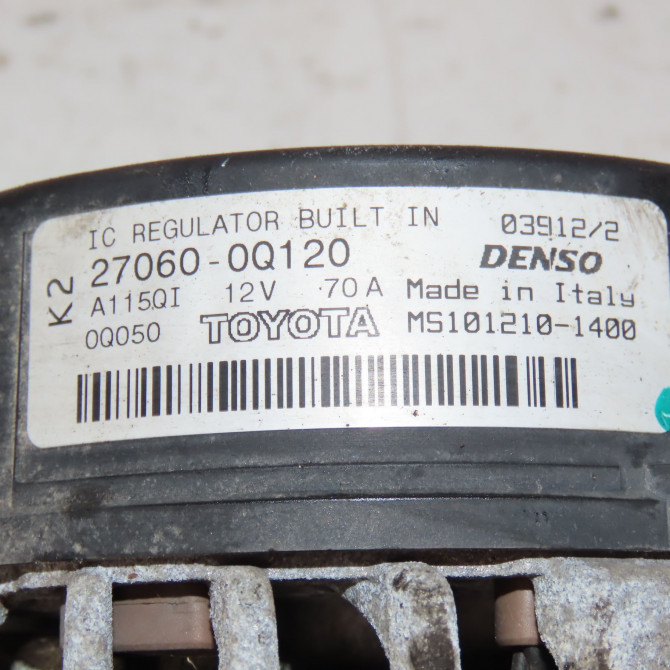 IC REGULATOR BUILT IN 03912/2
K2 27060-0Q120 DENSO
A115QI 12V 70A Made in Italy
0Q050 TOYOTA MS101210-1400